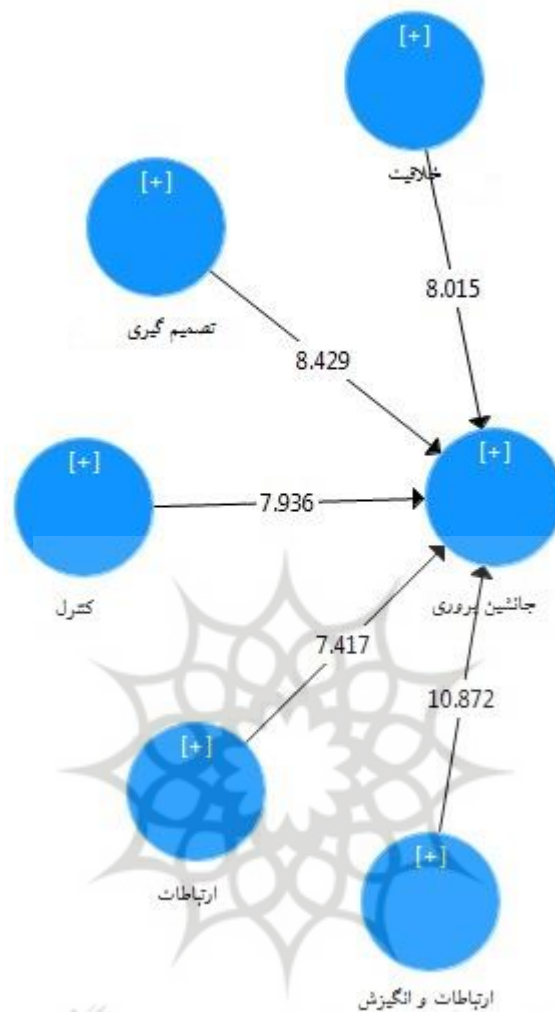 [+]
خلاقیت
[+]
تصمیم گیری
8.015
8.429
[+]
[+]
7.936
کنترل
جانشین پروری
7.417
10.872
[+]
ارتباطات
[+]
ارتباطات و انگیزش